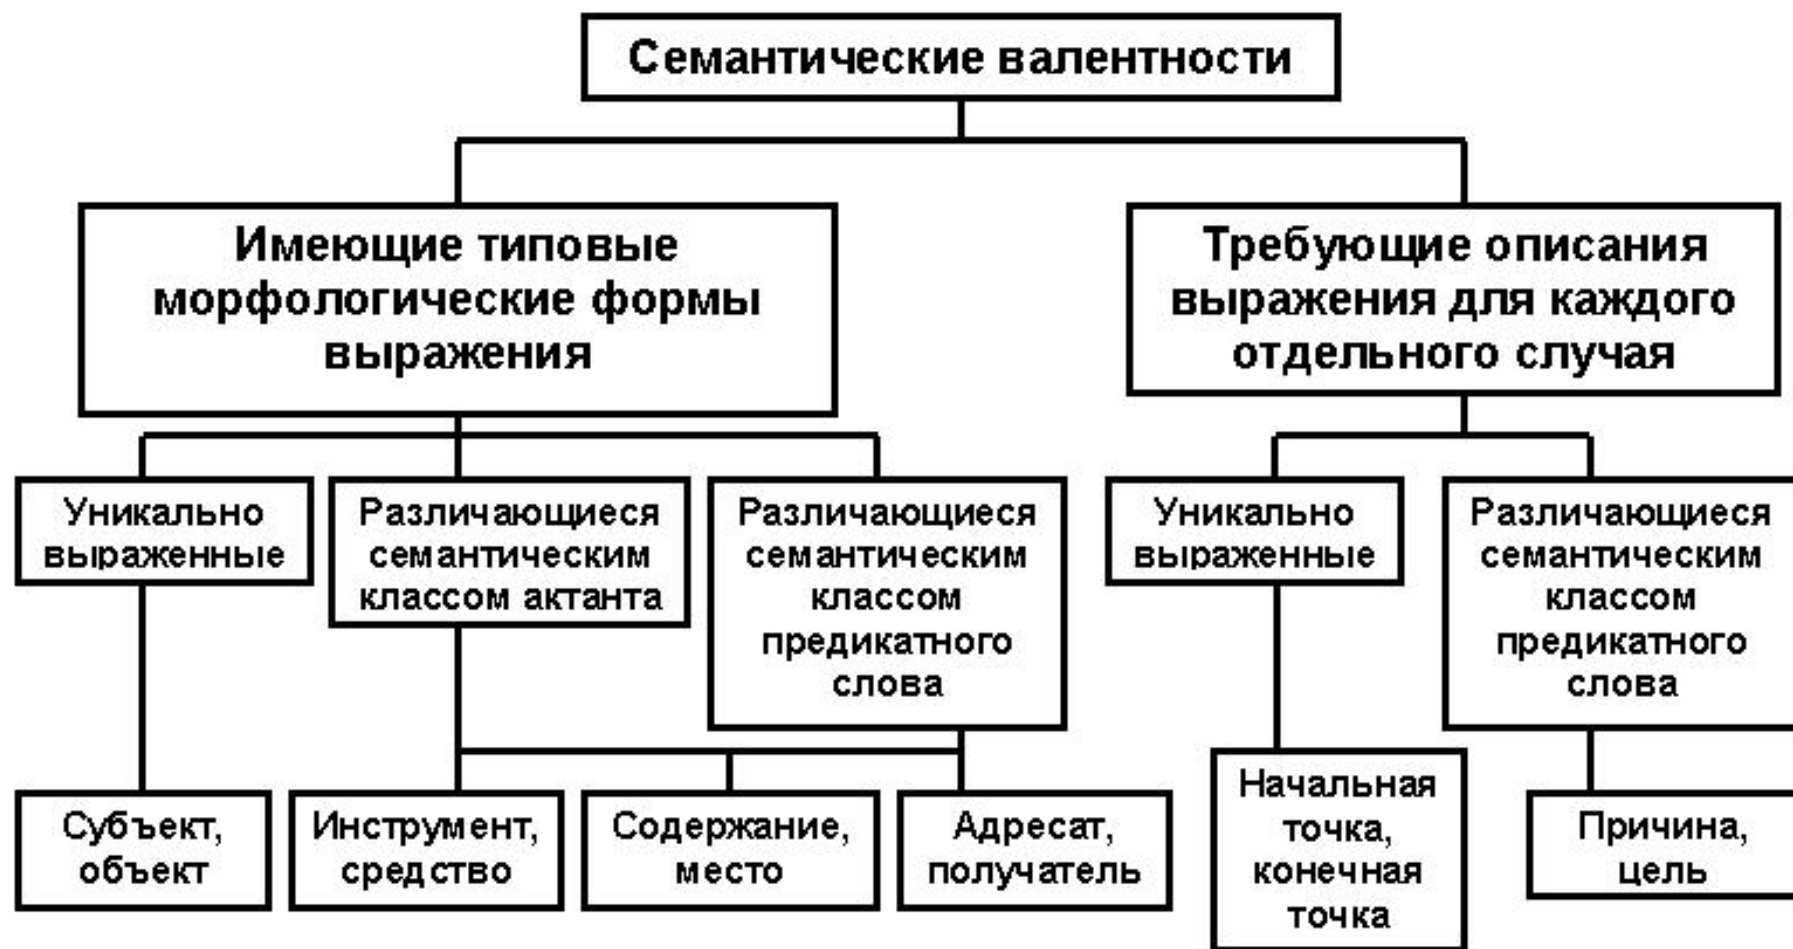 Семантические валентности
Имеющие типовые
морфологические формы
выражения
Требующие описания
выражения для каждого
отдельного случая
Уникально
выраженные
Различающиеся
семантическим
классом актанта
Различающиеся
семантическим
классом
предикатного
слова
Уникально
выраженные
Различающиеся
семантическим
классом
предикатного
слова
Субъект,
объект
Инструмент,
средство
Содержание,
место
Адресат,
получатель
Начальная
точка,
конечная
точка
Причина,
цель